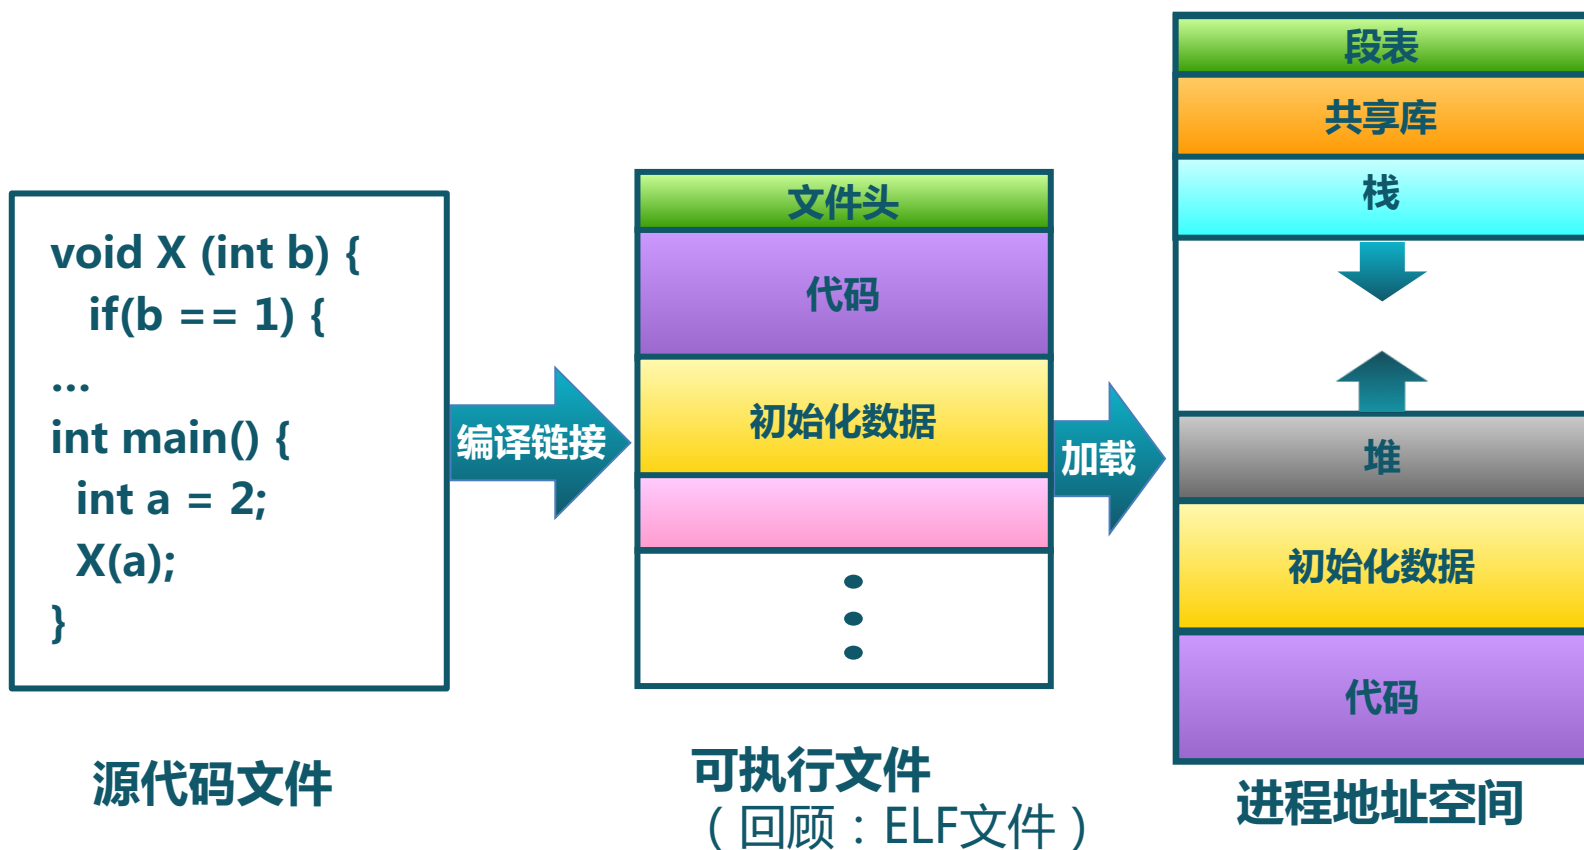 void X (int b) {
if(b == 1) {
...
int main() {
int a = 2;
X(a);
}
源代码文件
编译链接
文件头
代码
初始化数据
可执行文件
（回顾：ELF文件）
加载
段表
共享库
栈
堆
初始化数据
代码
进程地址空间